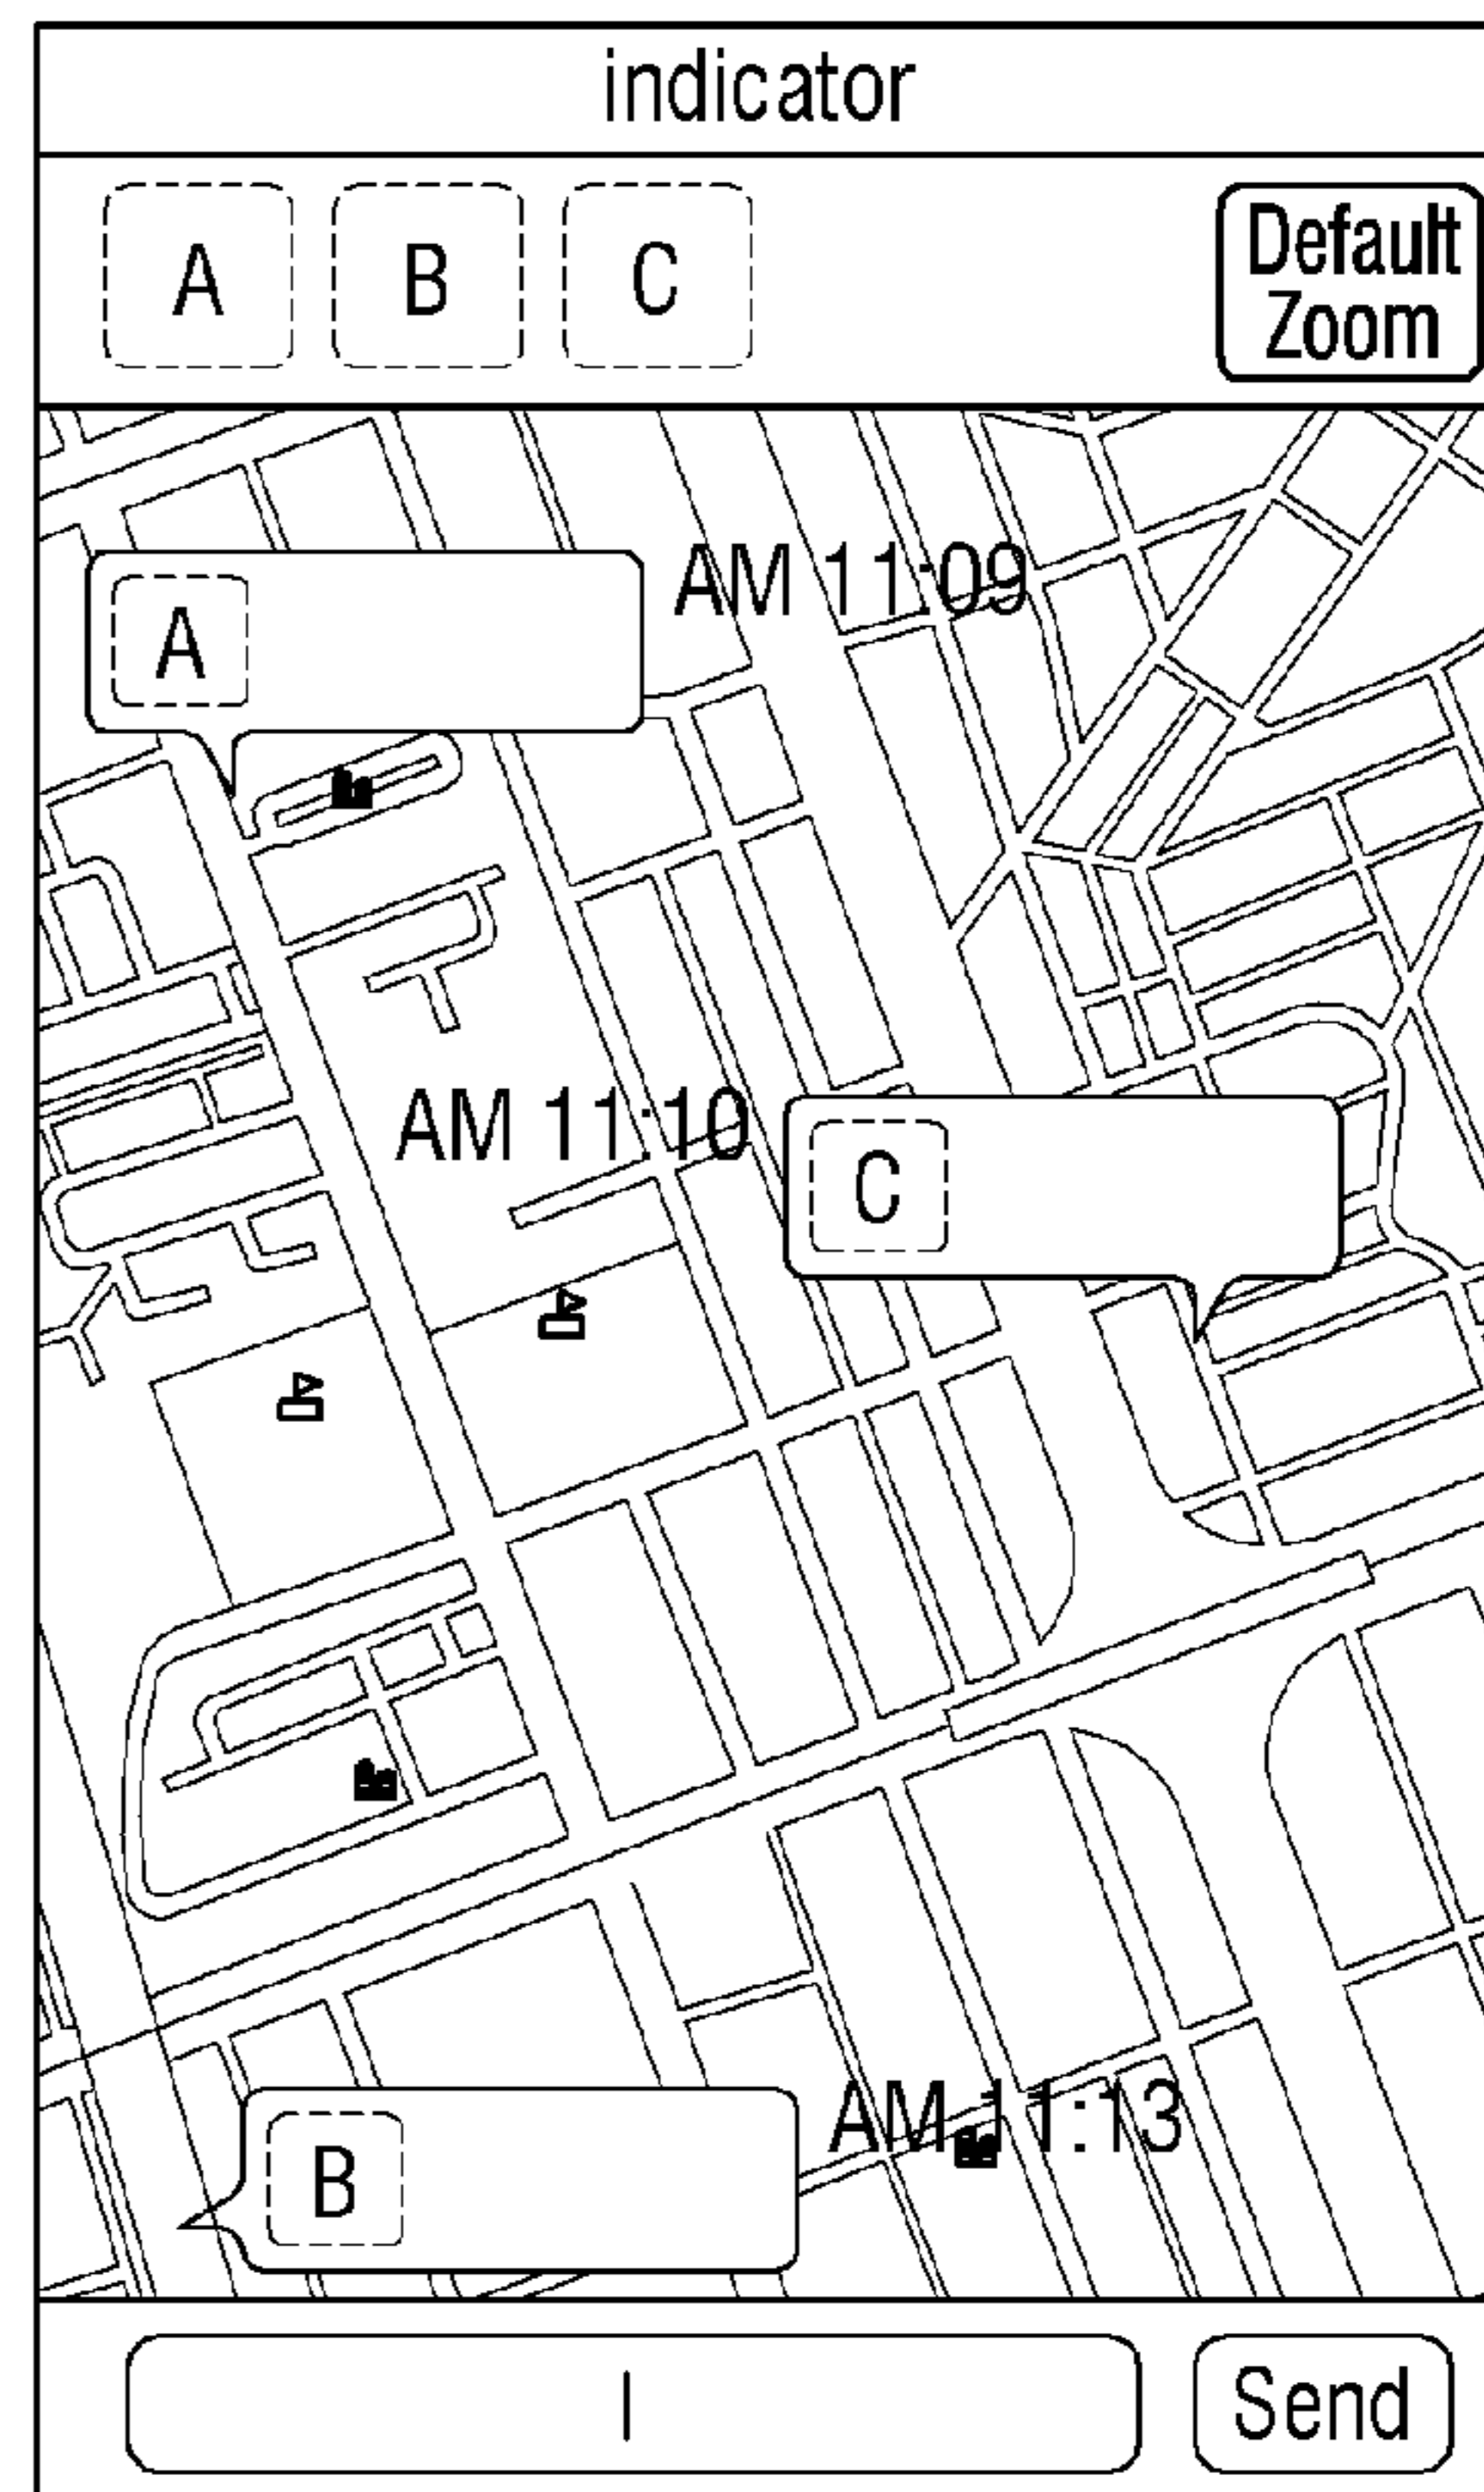 indicator
A B C
Default
Zoom
AM 11:09
A
AM 11:10
C
AM 11:13
B
Send